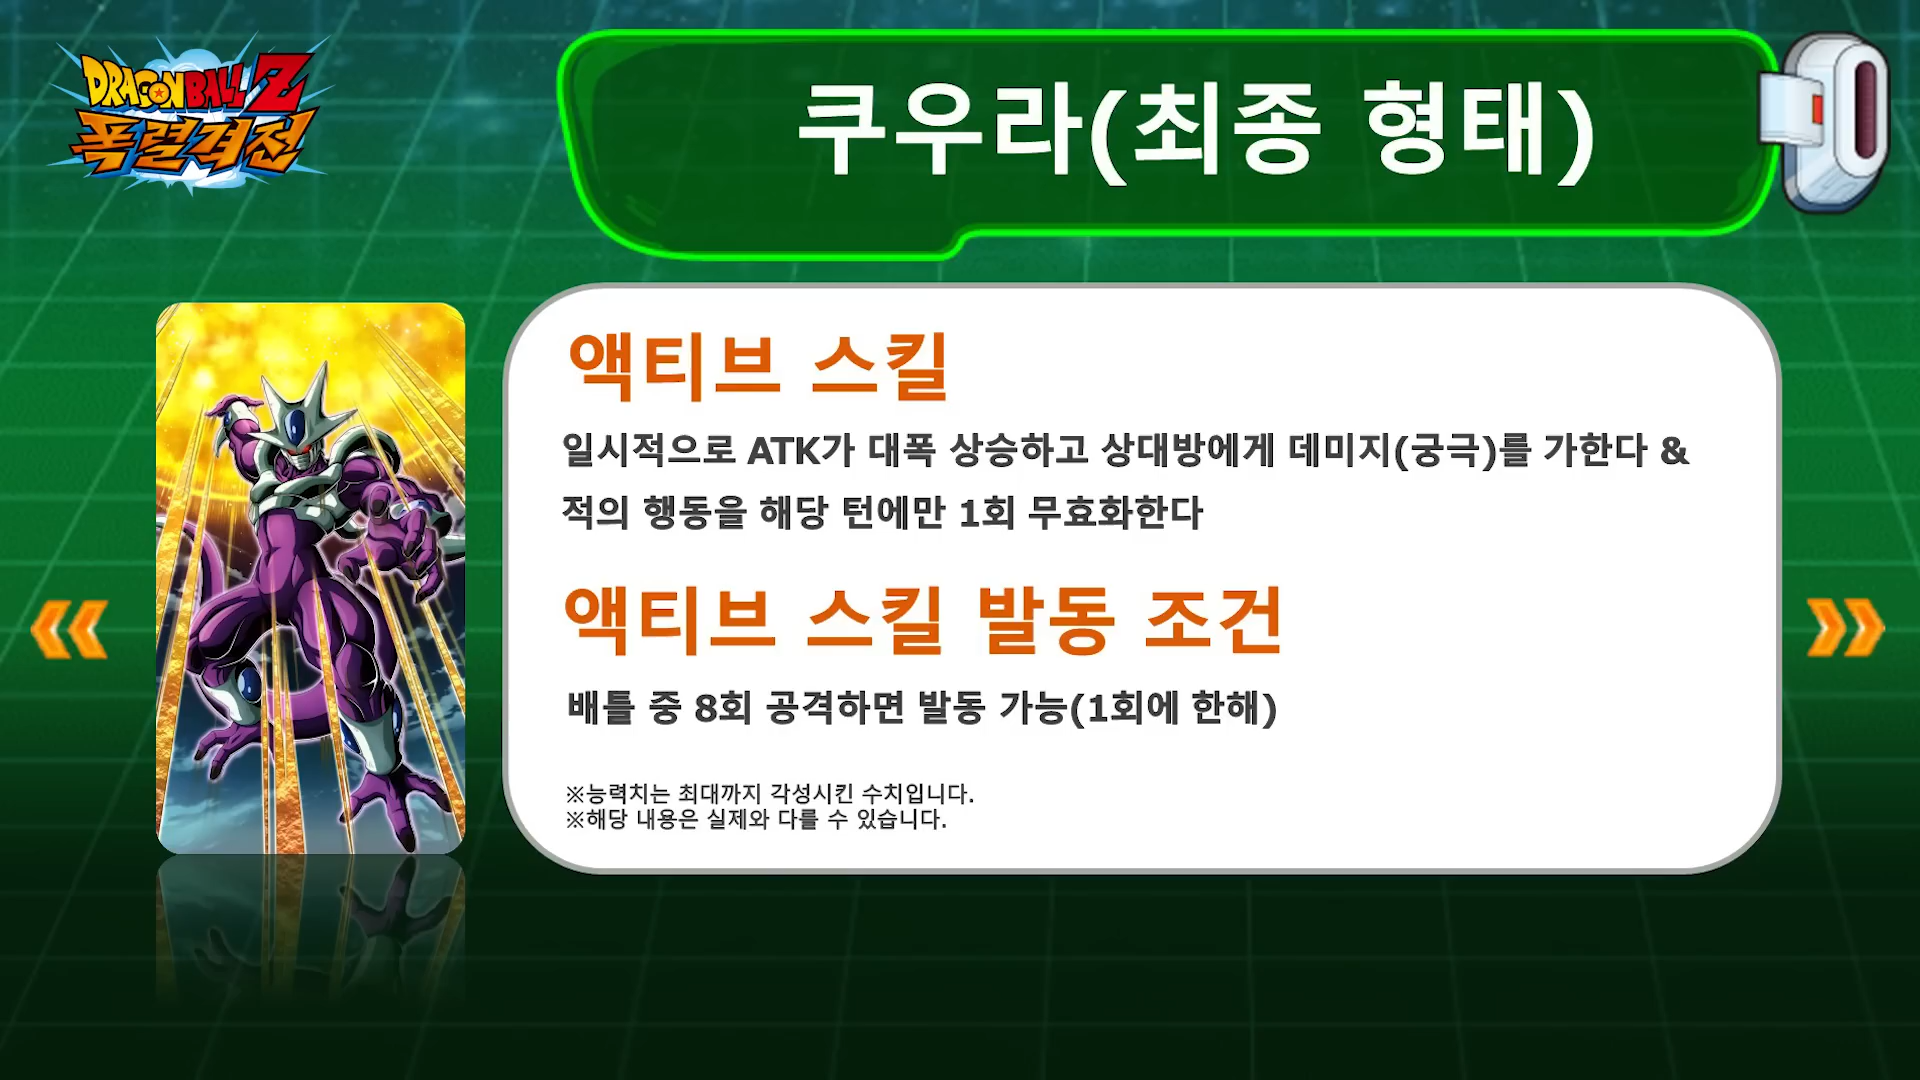 DRAGONBALL Z
폭렬격전
쿠우라(최종 형태)
액티브 스킬
일시적으로 ATK가 대폭 상승하고 상대방에게 데미지(궁극)를 가한다 &
적의 행동을 해당 턴에만 1회 무효화한다
액티브 스킬 발동 조건
배틀 중 8회 공격하면 발동 가능(1회에 한해)
※능력치는 최대까지 각성시킨 수치입니다.
※해당 내용은 실제와 다를 수 있습니다.